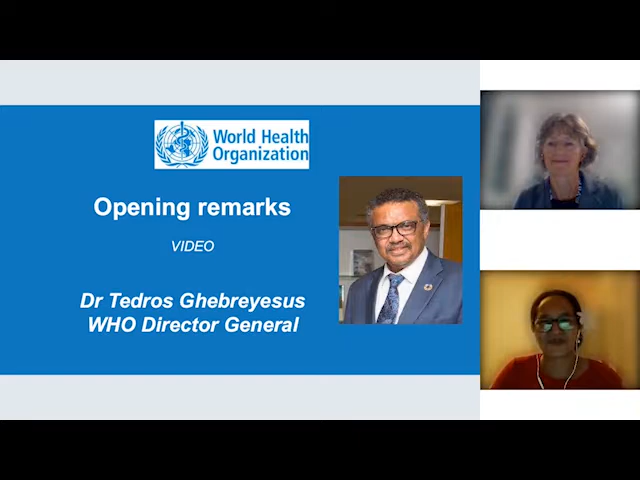 World Health
Organization
Opening remarks
VIDEO
Dr Tedros Ghebreyesus
WHO Director General